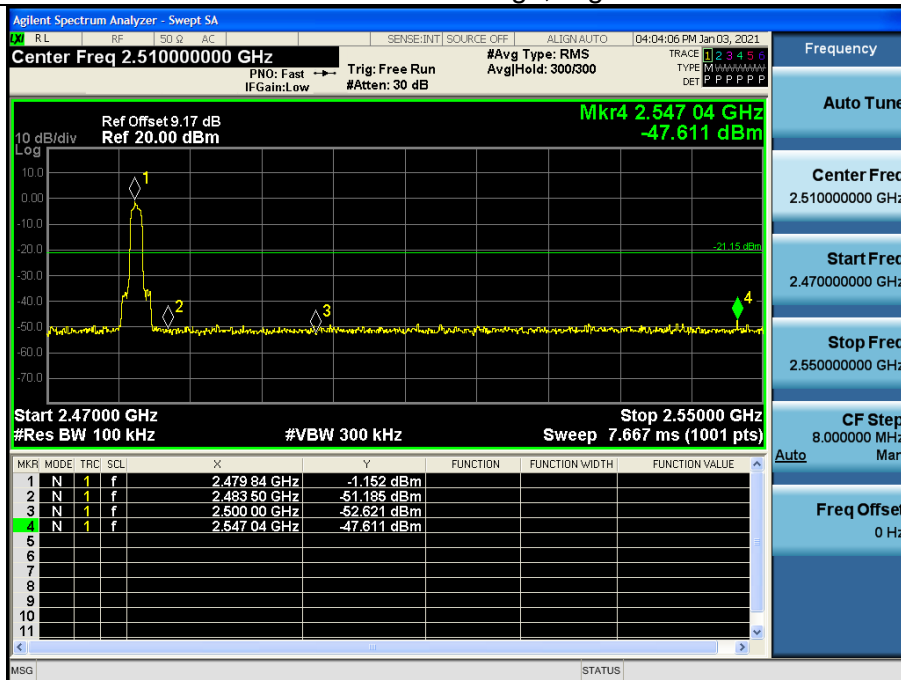 Agilent Spectrum Analyzer - Swept SA
LXI RL RF 50 Ω AC SENSE:INT SOURCE OFF ALIGN AUTO 04:04:06 PM Jan 03, 2021
Center Freq 2.510000000 GHz #Avg Type: RMS TRACE 1 2 3 4 5 6
PNO: Fast Trig: Free Run Avg|Hold: 300/300 TYPE M
IFGain:Low #Atten: 30 dB DET P P P P P P
Mkr4 2.547 04 GHz
Ref Offset 9.17 dB
10 dB/div Ref 20.00 dBm -47.611 dBm
Log
10.0
1
0.00
-10.0
-20.0
-21.15 dBm
-30.0
-40.0
2
3
4
-50.0
-60.0
-70.0
Start 2.47000 GHz Stop 2.55000 GHz
#Res BW 100 kHz #VBW 300 kHz Sweep 7.667 ms (1001 pts)
MKR MODE TRC SCL X Y FUNCTION FUNCTION WIDTH FUNCTION VALUE
1 N 1 f 2.479 84 GHz -1.152 dBm
2 N 1 f 2.483 50 GHz -51.185 dBm
3 N 1 f 2.500 00 GHz -52.621 dBm
4 N 1 f 2.547 04 GHz -47.611 dBm
5
6
7
8
9
10
11
MSG STATUS
Frequency
Auto Tune
Center Freq
2.510000000 GHz
Start Freq
2.470000000 GHz
Stop Freq
2.550000000 GHz
CF Step
8.000000 MHz
Auto Man
Freq Offset
0 Hz